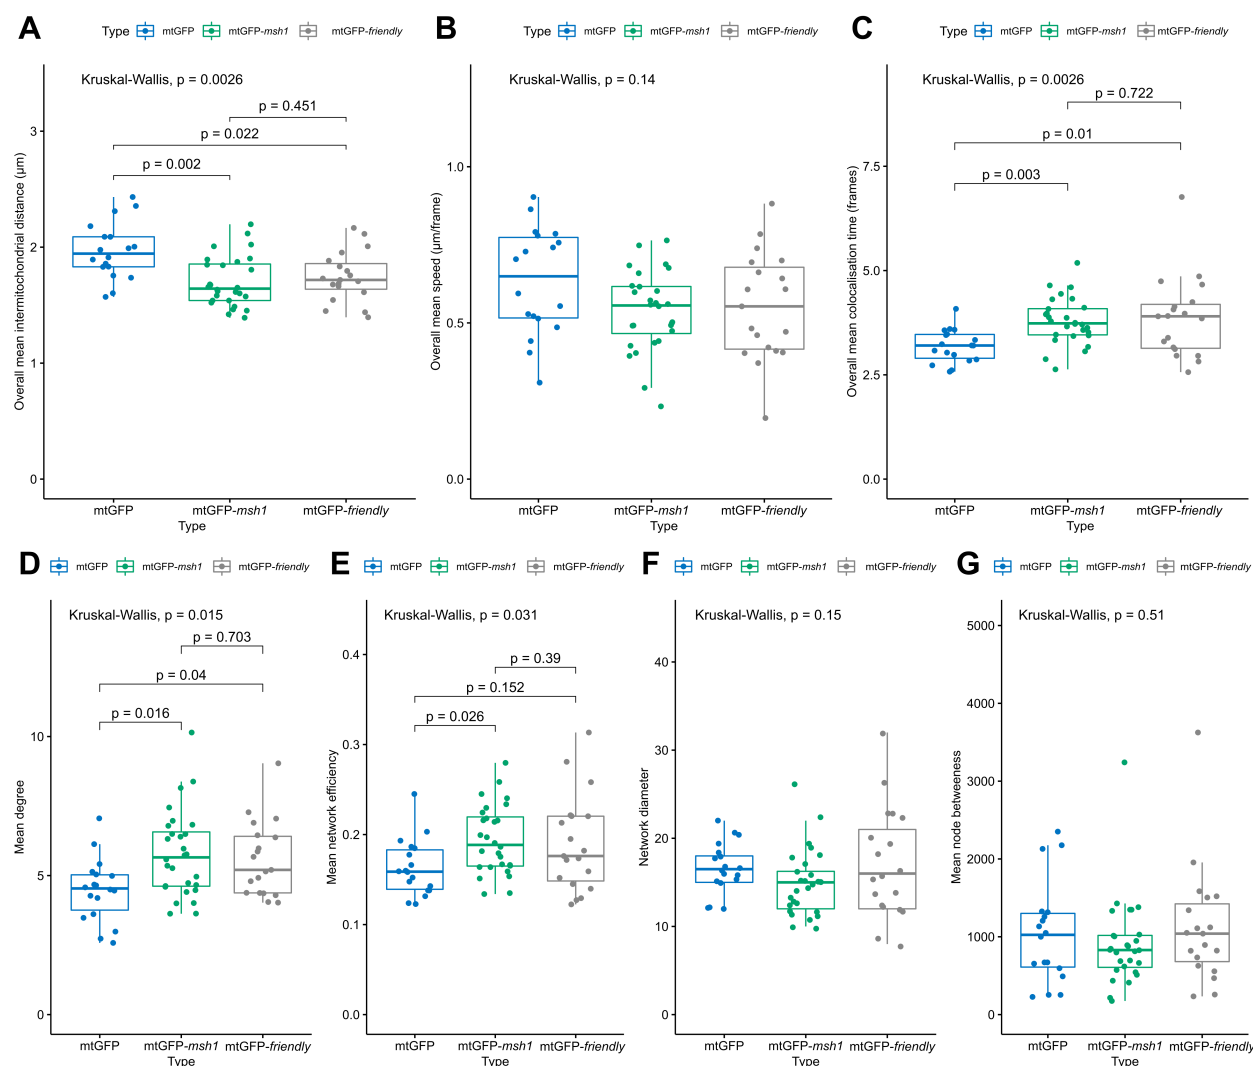 A
Type mtGFP mtGFP-msh1 mtGFP-friendly
Kruskal-Wallis, p = 0.0026
p = 0.451
p = 0.022
p = 0.002
Overall mean intermitochondrial distance (μm)
3
2
1
0
mtGFP mtGFP-msh1 mtGFP-friendly
Type
B
Type mtGFP mtGFP-msh1 mtGFP-friendly
Kruskal-Wallis, p = 0.14
Overall mean speed (μm/frame)
1.0
0.5
0.0
mtGFP mtGFP-msh1 mtGFP-friendly
Type
C
Type mtGFP mtGFP-msh1 mtGFP-friendly
Kruskal-Wallis, p = 0.0026
p = 0.722
p = 0.01
p = 0.003
Overall mean colocalisation time (frames)
7.5
5.0
2.5
0.0
mtGFP mtGFP-msh1 mtGFP-friendly
Type
D
mtGFP mtGFP-msh1 mtGFP-friendly
Kruskal-Wallis, p = 0.015
p = 0.703
p = 0.04
p = 0.016
Mean degree
10
5
0
mtGFP mtGFP-msh1 mtGFP-friendly
Type
E
mtGFP mtGFP-msh1 mtGFP-friendly
Kruskal-Wallis, p = 0.031
p = 0.39
p = 0.152
p = 0.026
Mean network efficiency
0.4
0.3
0.2
0.1
0.0
mtGFP mtGFP-msh1 mtGFP-friendly
Type
F
mtGFP mtGFP-msh1 mtGFP-friendly
Kruskal-Wallis, p = 0.15
Network diameter
40
30
20
10
0
mtGFP mtGFP-msh1 mtGFP-friendly
Type
G
mtGFP mtGFP-msh1 mtGFP-friendly
Kruskal-Wallis, p = 0.51
Mean node betweeness
5000
4000
3000
2000
1000
0
mtGFP mtGFP-msh1 mtGFP-friendly
Type